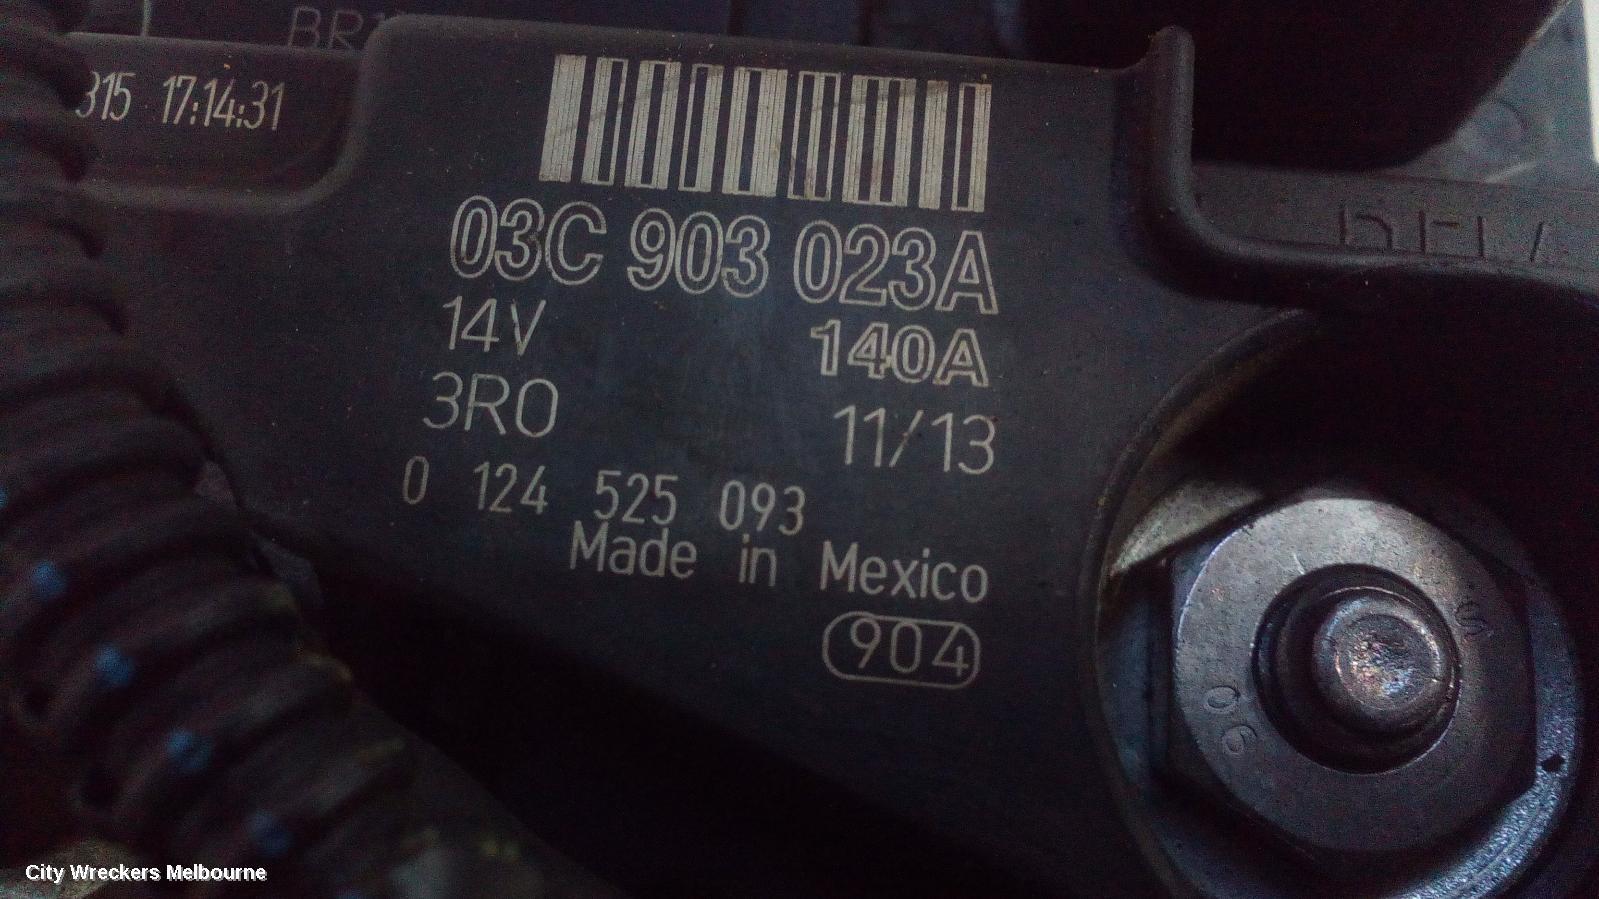 315 17:14:31
03C 903 023A
14V 140A
3RO 11/13
0 124 525 093
Made in Mexico
904
06
City Wreckers Melbourne